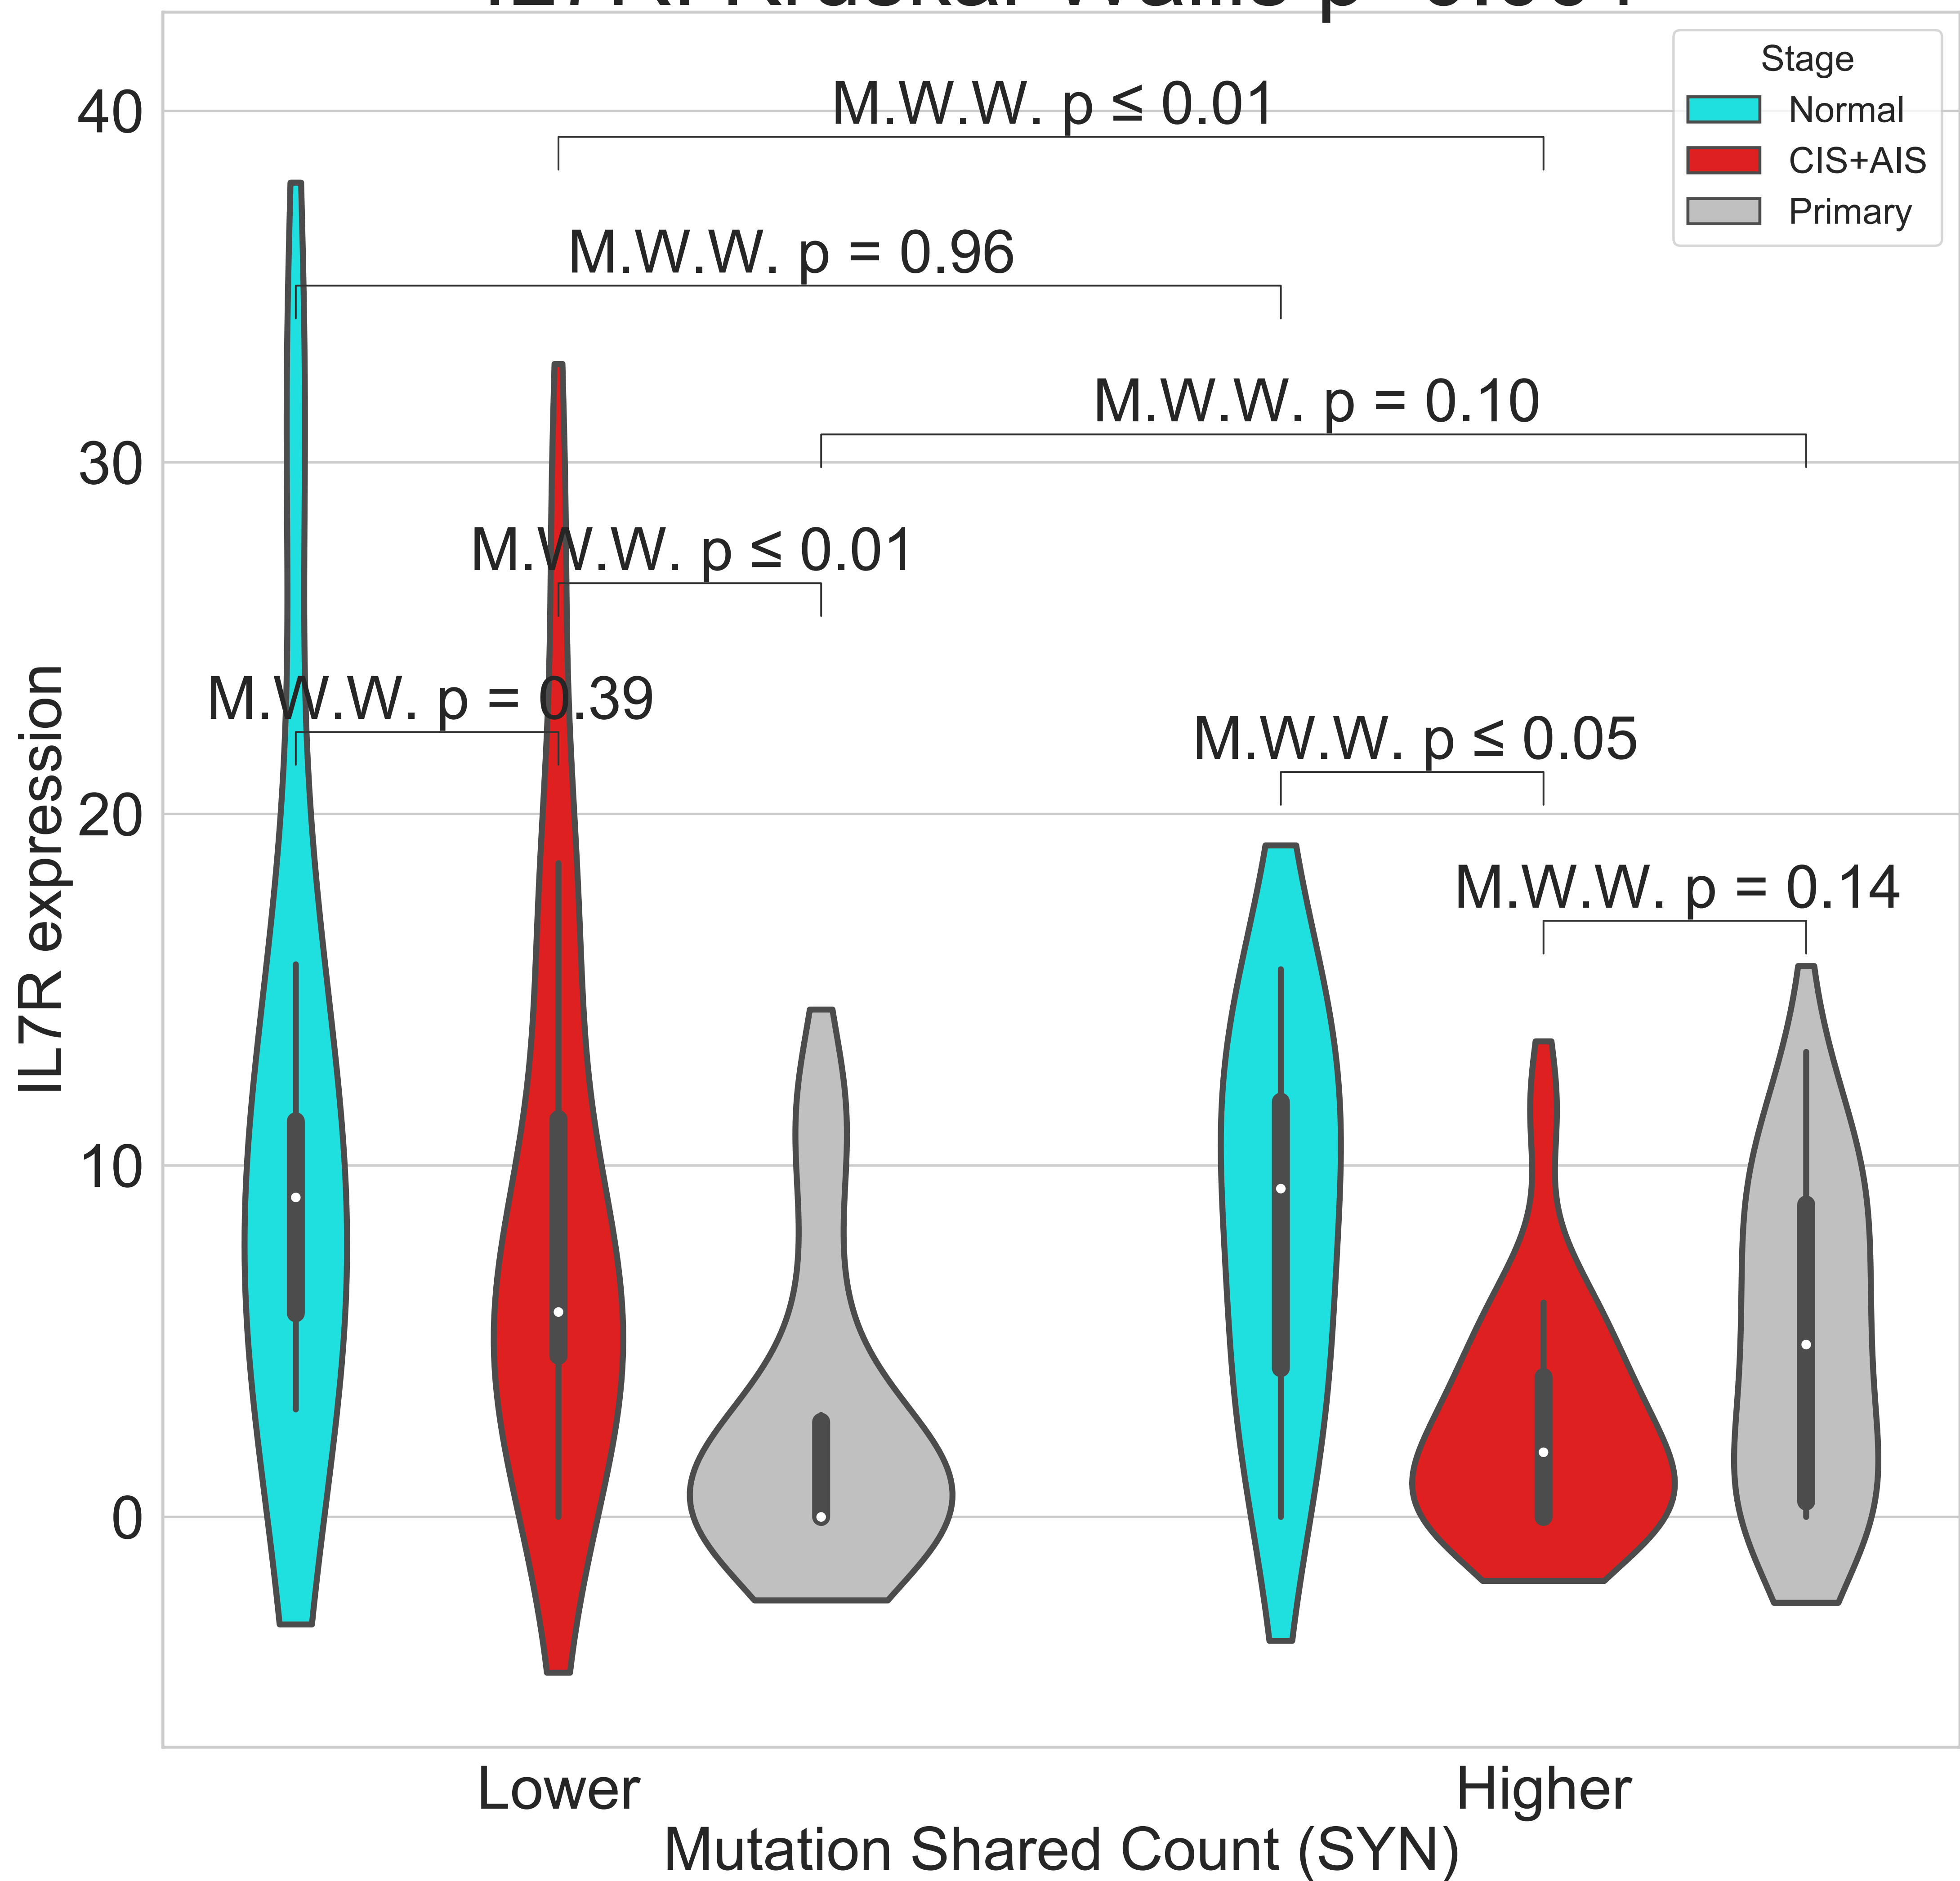 Stage
Normal
CIS+AIS
Primary
M.W.W. p ≤ 0.01
M.W.W. p = 0.96
M.W.W. p = 0.10
M.W.W. p ≤ 0.01
M.W.W. p = 0.39
M.W.W. p ≤ 0.05
M.W.W. p = 0.14
40
30
20
10
0
IL7R expression
Lower
Higher
Mutation Shared Count (SYN)